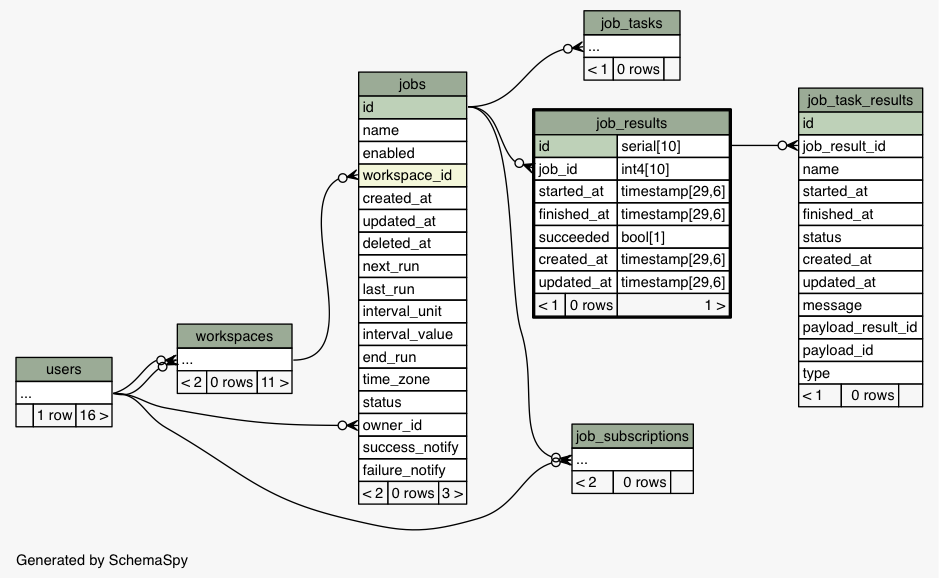 job_tasks
...
< 1 0 rows
jobs
id
name
enabled
workspace_id
created_at
updated_at
deleted_at
next_run
last_run
interval_unit
interval_value
end_run
time_zone
status
owner_id
success_notify
failure_notify
< 2 0 rows 3 >
job_results
id serial[10]
job_id int4[10]
started_at timestamp[29,6]
finished_at timestamp[29,6]
succeeded bool[1]
created_at timestamp[29,6]
updated_at timestamp[29,6]
< 1 0 rows 1 >
job_task_results
id
job_result_id
name
started_at
finished_at
status
created_at
updated_at
message
payload_result_id
payload_id
type
< 1 0 rows
workspaces
...
< 2 0 rows 11 >
users
...
1 row 16 >
job_subscriptions
...
< 2 0 rows
Generated by SchemaSpy